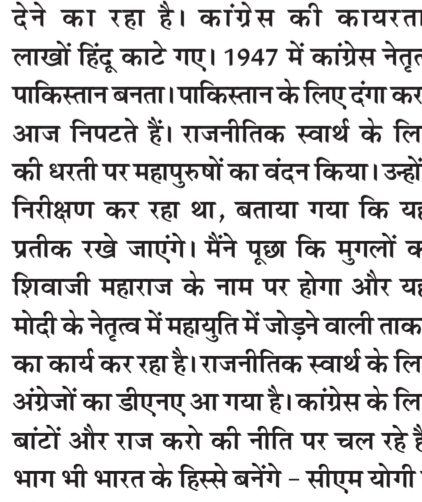 देने का रहा है। कांग्रेस की कायरता
लाखों हिंदू काटे गए। 1947 में कांग्रेस नेतृत
पाकिस्तान बनता। पाकिस्तान के लिए दंगा कर
आज निपटते हैं। राजनीतिक स्वार्थ के लि
की धरती पर महापुरुषों का वंदन किया। उन्हों
निरीक्षण कर रहा था, बताया गया कि यह
प्रतीक रखे जाएंगे। मैंने पूछा कि मुगलों क
शिवाजी महाराज के नाम पर होगा और यह
मोदी के नेतृत्व में महायुति में जोड़ने वाली ताक
का कार्य कर रहा है। राजनीतिक स्वार्थ के लि
अंग्रेजों का डीएनए आ गया है। कांग्रेस के लि
बांटों और राज करो की नीति पर चल रहे है
भाग भी भारत के हिस्से बनेंगे – सीएम योगी